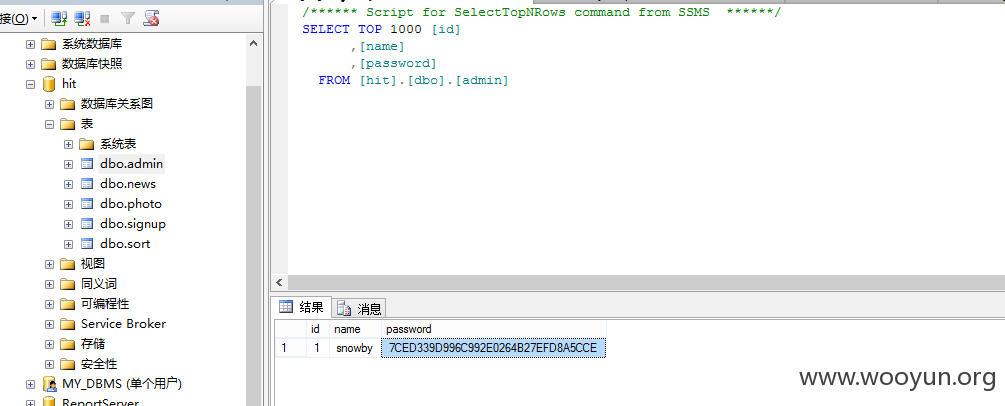 接(O)
系统数据库
数据库快照
hit
数据库关系图
表
系统表
dbo.admin
dbo.news
dbo.photo
dbo.signup
dbo.sort
视图
同义词
可编程性
Service Broker
存储
安全性
MY_DBMS (单个用户)
ReportServer
/****** Script for SelectTopNRows command from SSMS ******/
SELECT TOP 1000 [id]
,[name]
,[password]
FROM [hit].[dbo].[admin]
结果 消息
id name password
1 1 snowby 7CED339D996C992E0264B27EFD8A5CCE
www.wooyun.org